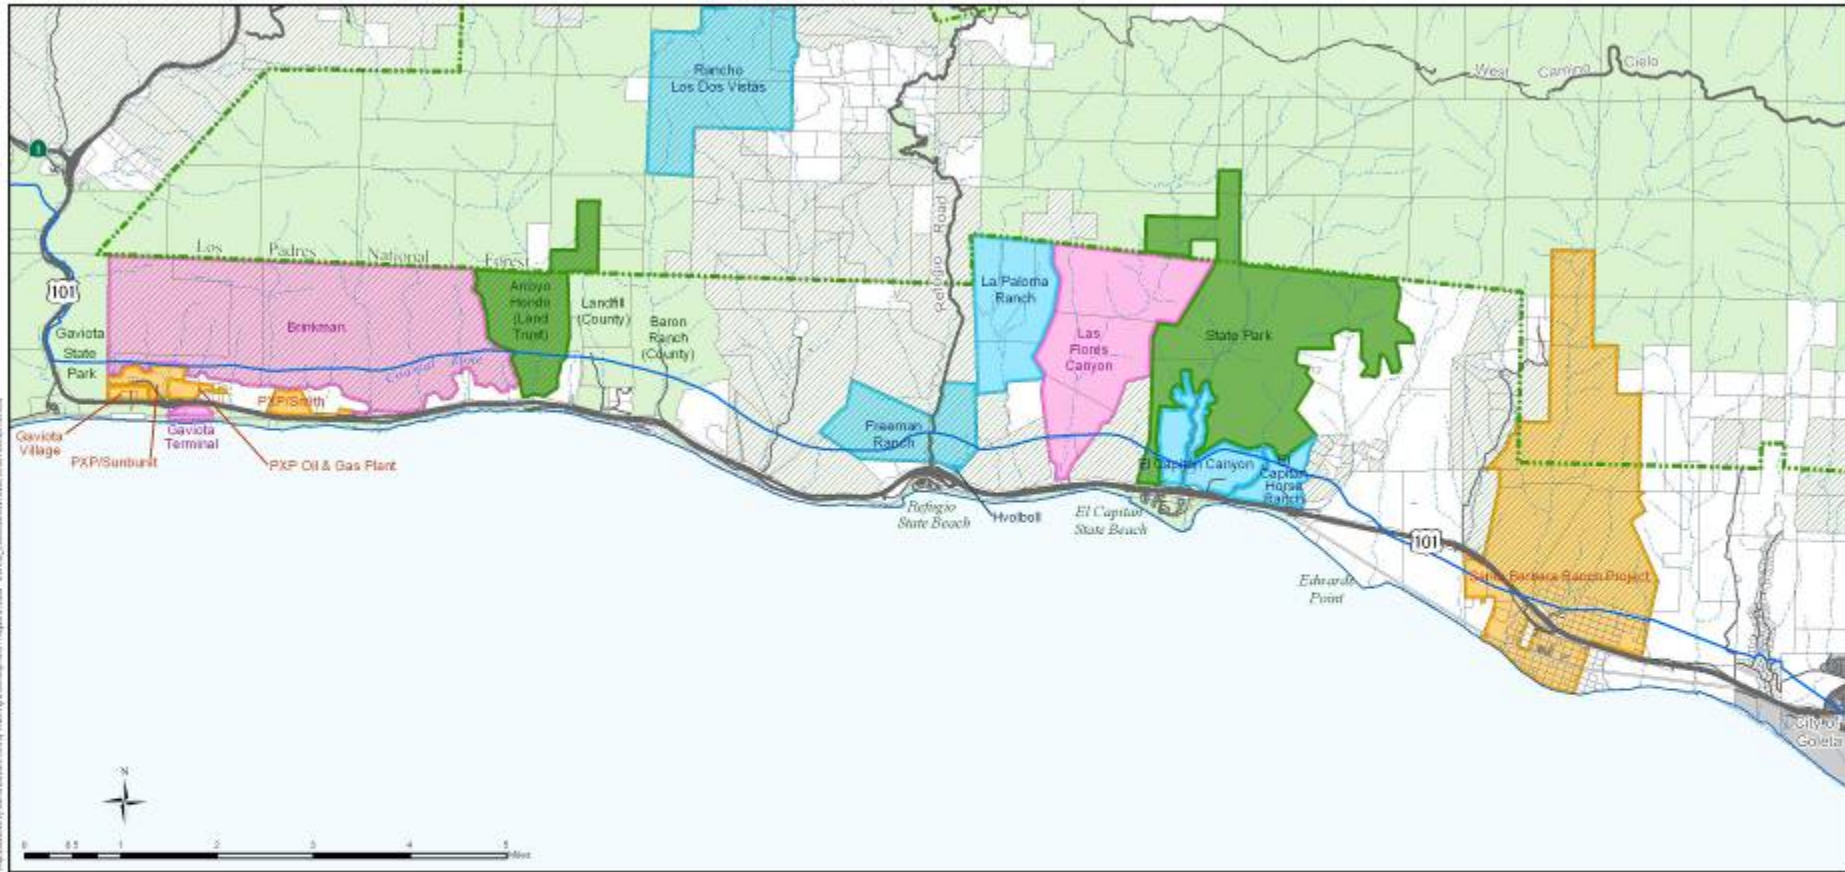 Rancho
Los Dos Vistas
West Camino Cielo
1
Refugio Road
Los Padres National Forest
101
Gaviota
State
Park
Brinkman
Coastal Zone
Arroyo
Hondo
(Land
Trust)
Landfill
(County)
Baron
Ranch
(County)
La Paloma
Ranch
Las
Flores
Canyon
State Park
PXP/Smith
Gaviota
Village
PXP/Sunburst
Gaviota
Terminal
PXP Oil & Gas Plant
Freeman
Ranch
El Capitan Canyon
El
Capitan
Horse
Ranch
Refugio
State Beach
Hvolboll
El Capitan
State Beach
101
Edwards
Point
Santa Barbara Ranch Project
City of
Goleta
N
0 0.5 1 2 3 4 5
Miles